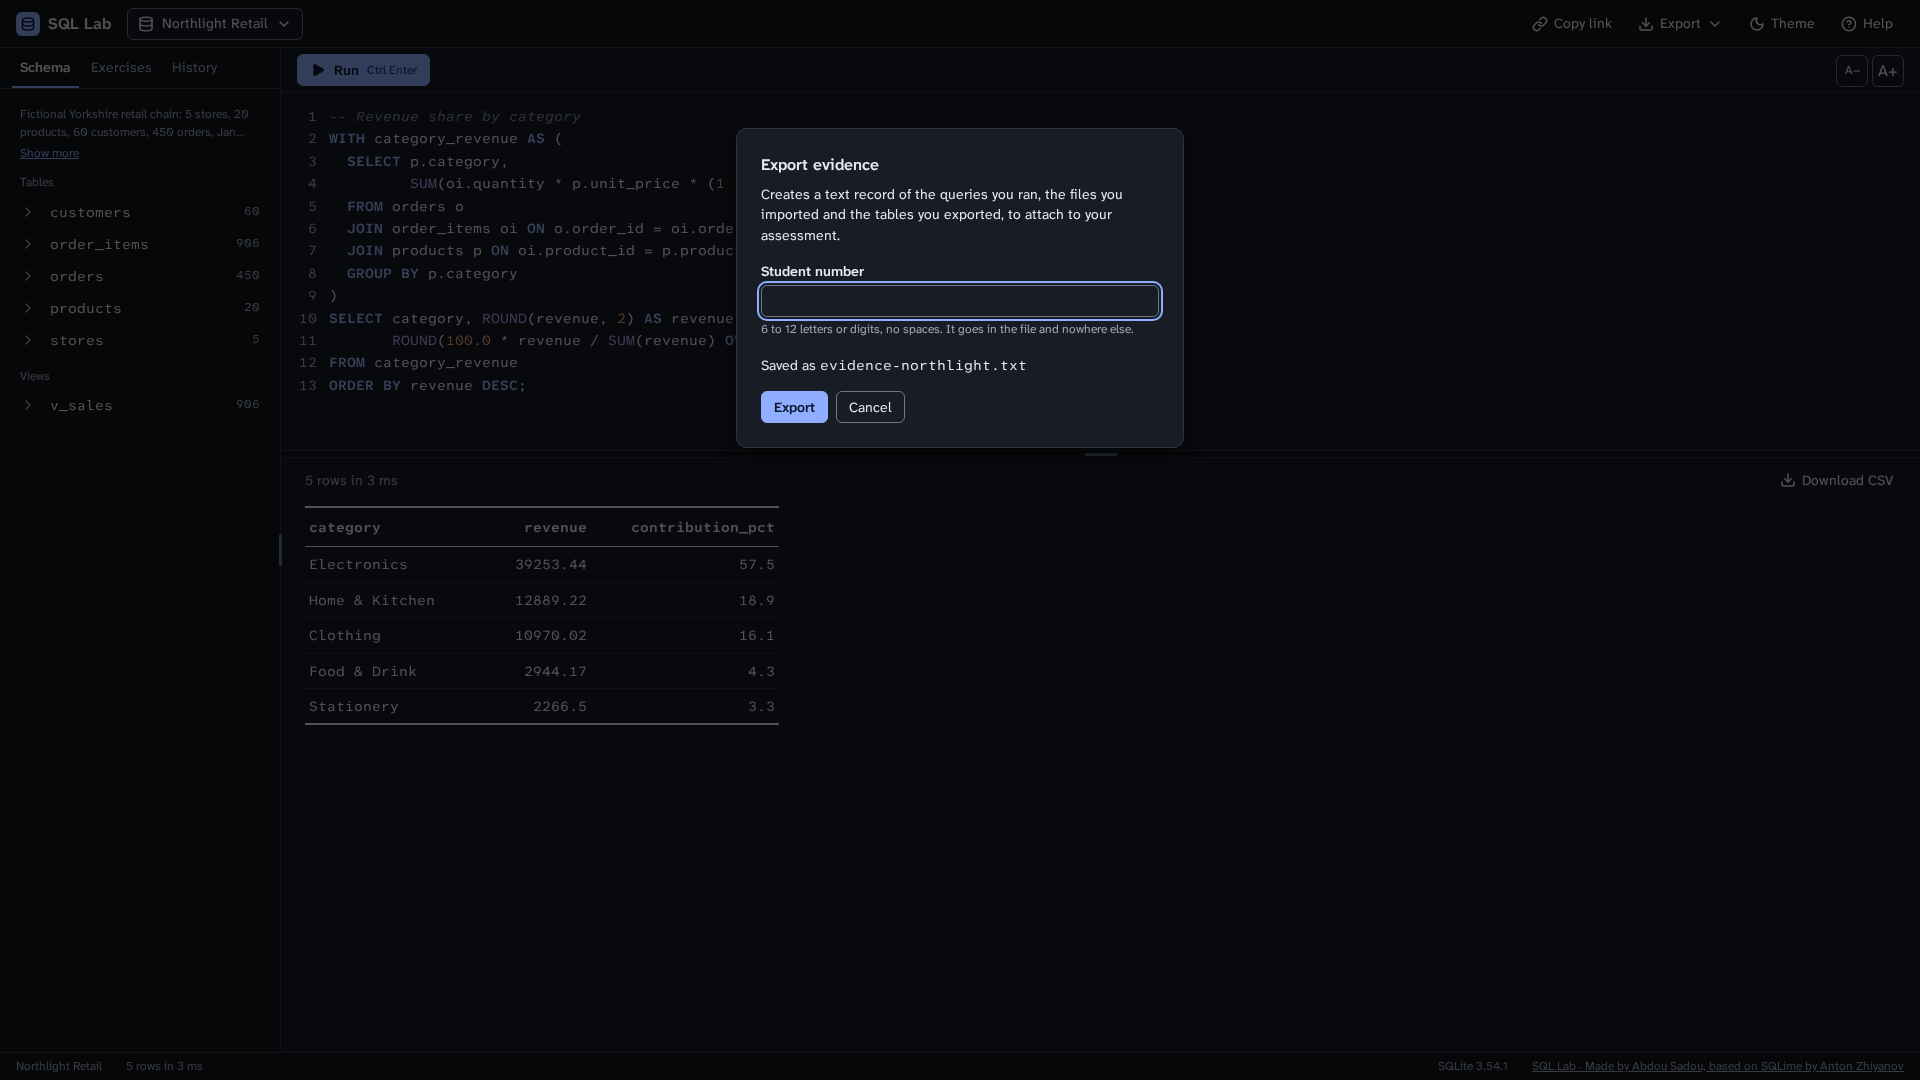 SQL Lab
Northlight Retail
Copy link
Export
Theme
Help
Schema
Exercises
History
Run Ctrl Enter
A−
A+
Fictional Yorkshire retail chain: 5 stores, 20
products, 60 customers, 450 orders, Jan...
Show more
Tables
customers 60
order_items 906
orders 450
products 20
stores 5
Views
v_sales 906
1 -- Revenue share by category
2 WITH category_revenue AS (
3 SELECT p.category,
4 SUM(oi.quantity * p.unit_price * (1
5 FROM orders o
6 JOIN order_items oi ON o.order_id = oi.orde
7 JOIN products p ON oi.product_id = p.produc
8 GROUP BY p.category
9 )
10 SELECT category, ROUND(revenue, 2) AS revenue
11 ROUND(100.0 * revenue / SUM(revenue) O
12 FROM category_revenue
13 ORDER BY revenue DESC;
Export evidence
Creates a text record of the queries you ran, the files you
imported and the tables you exported, to attach to your
assessment.
Student number
6 to 12 letters or digits, no spaces. It goes in the file and nowhere else.
Saved as evidence-northlight.txt
Export
Cancel
5 rows in 3 ms
Download CSV
category revenue contribution_pct
Electronics 39253.44 57.5
Home & Kitchen 12889.22 18.9
Clothing 10970.02 16.1
Food & Drink 2944.17 4.3
Stationery 2266.5 3.3
Northlight Retail
5 rows in 3 ms
SQLite 3.54.1
SQL Lab · Made by Abdou Sadou, based on SQLime by Anton Zhiyanov